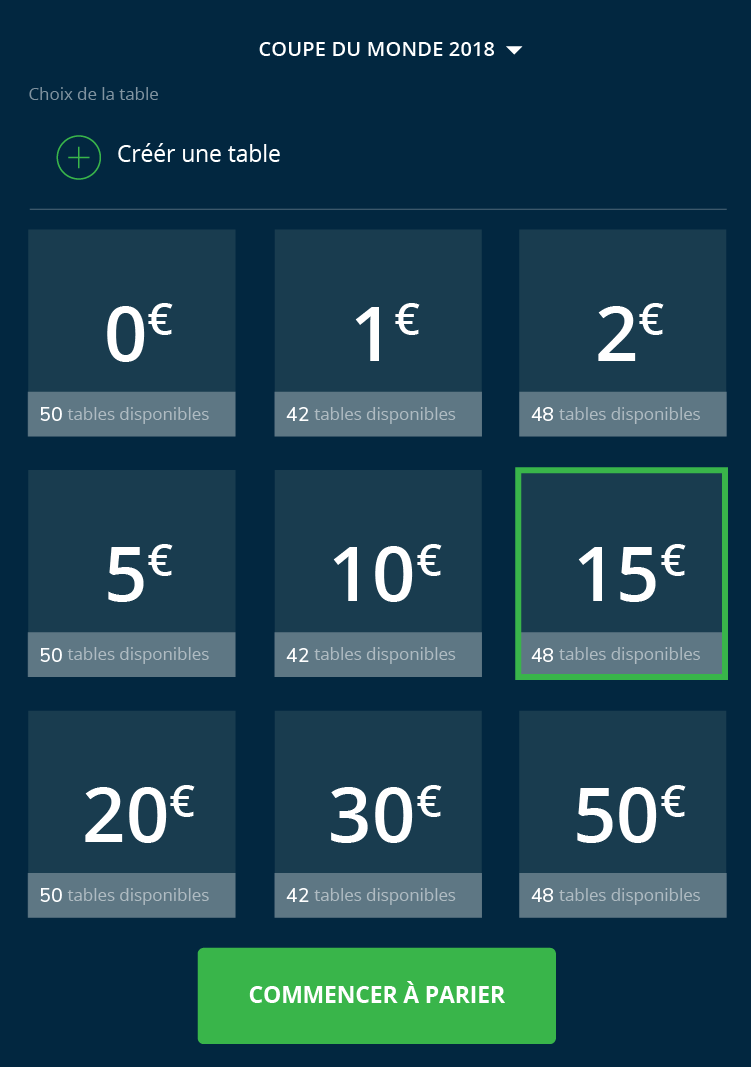 COUPE DU MONDE 2018
Choix de la table
Créér une table
0€
1€
2€
50 tables disponibles
42 tables disponibles
48 tables disponibles
5€
10€
15€
50 tables disponibles
42 tables disponibles
48 tables disponibles
20€
30€
50€
50 tables disponibles
42 tables disponibles
48 tables disponibles
COMMENCER À PARIER